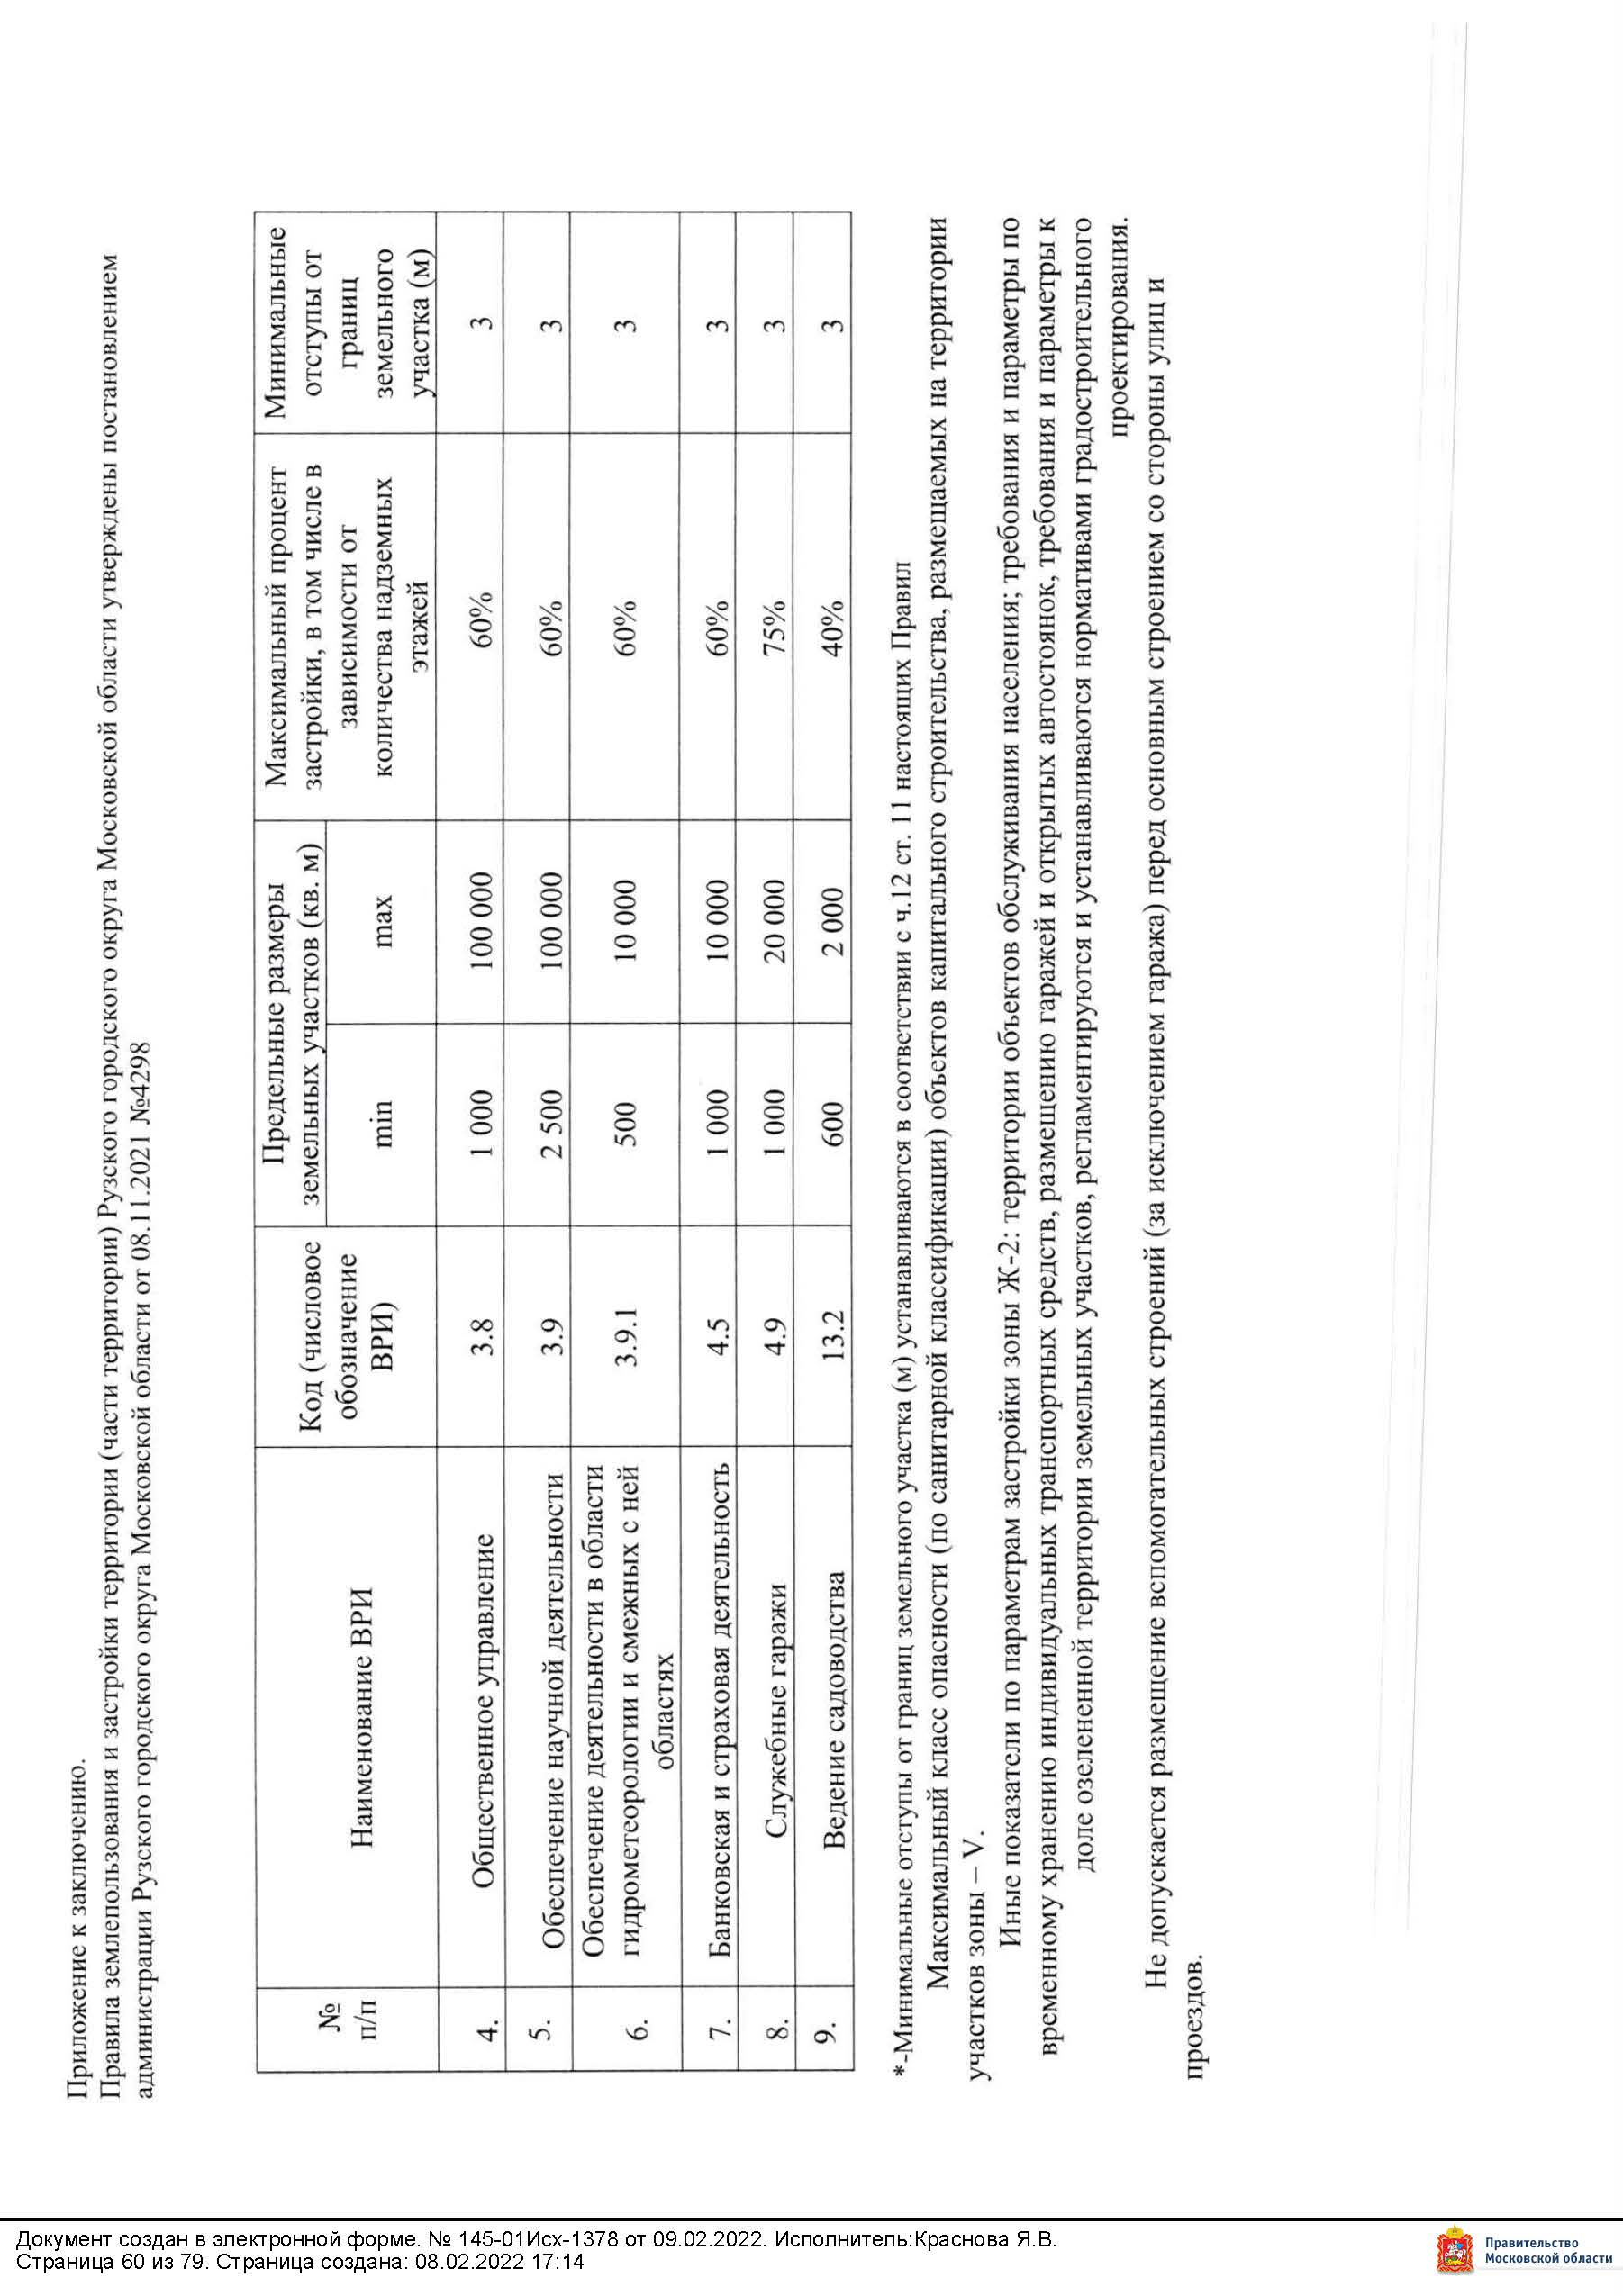 Приложение к заключению.
Правила землепользования и застройки территории (части территории) Рузского городского округа Московской области утверждены постановлением
администрации Рузского городского округа Московской области от 08.11.2021 №4298
№
п/п
Наименование ВРИ
Код (числовое
обозначение
ВРИ)
Предельные размеры
земельных участков (кв. м)
min
max
Максимальный процент
застройки, в том числе в
зависимости от
количества надземных
этажей
Минимальные
отступы от
границ
земельного
участка (м)
4. Общественное управление 3.8 1 000 100 000 60% 3
5. Обеспечение научной деятельности 3.9 2 500 100 000 60% 3
6. Обеспечение деятельности в области
гидрометеорологии и смежных с ней
областях
3.9.1 500 10 000 60% 3
7. Банковская и страховая деятельность 4.5 1 000 10 000 60% 3
8. Служебные гаражи 4.9 1 000 20 000 75% 3
9. Ведение садоводства 13.2 600 2 000 40% 3
*-Минимальные отступы от границ земельного участка (м) устанавливаются в соответствии с ч.12 ст. 11 настоящих Правил
Максимальный класс опасности (по санитарной классификации) объектов капитального строительства, размещаемых на территории
участков зоны – V.
Иные показатели по параметрам застройки зоны Ж-2: территории объектов обслуживания населения; требования и параметры по
временному хранению индивидуальных транспортных средств, размещению гаражей и открытых автостоянок, требования и параметры к
доле озелененной территории земельных участков, регламентируются и устанавливаются нормативами градостроительного
проектирования.
Не допускается размещение вспомогательных строений (за исключением гаража) перед основным строением со стороны улиц и
проездов.
Документ создан в электронной форме. № 145-01Исх-1378 от 09.02.2022. Исполнитель:Краснова Я.В.
Страница 60 из 79. Страница создана: 08.02.2022 17:14
Правительство
Московской области